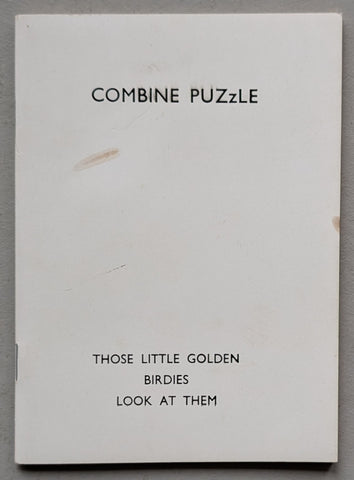 COMBINE PUZzLE
THOSE LITTLE GOLDEN
BIRDIES
LOOK AT THEM